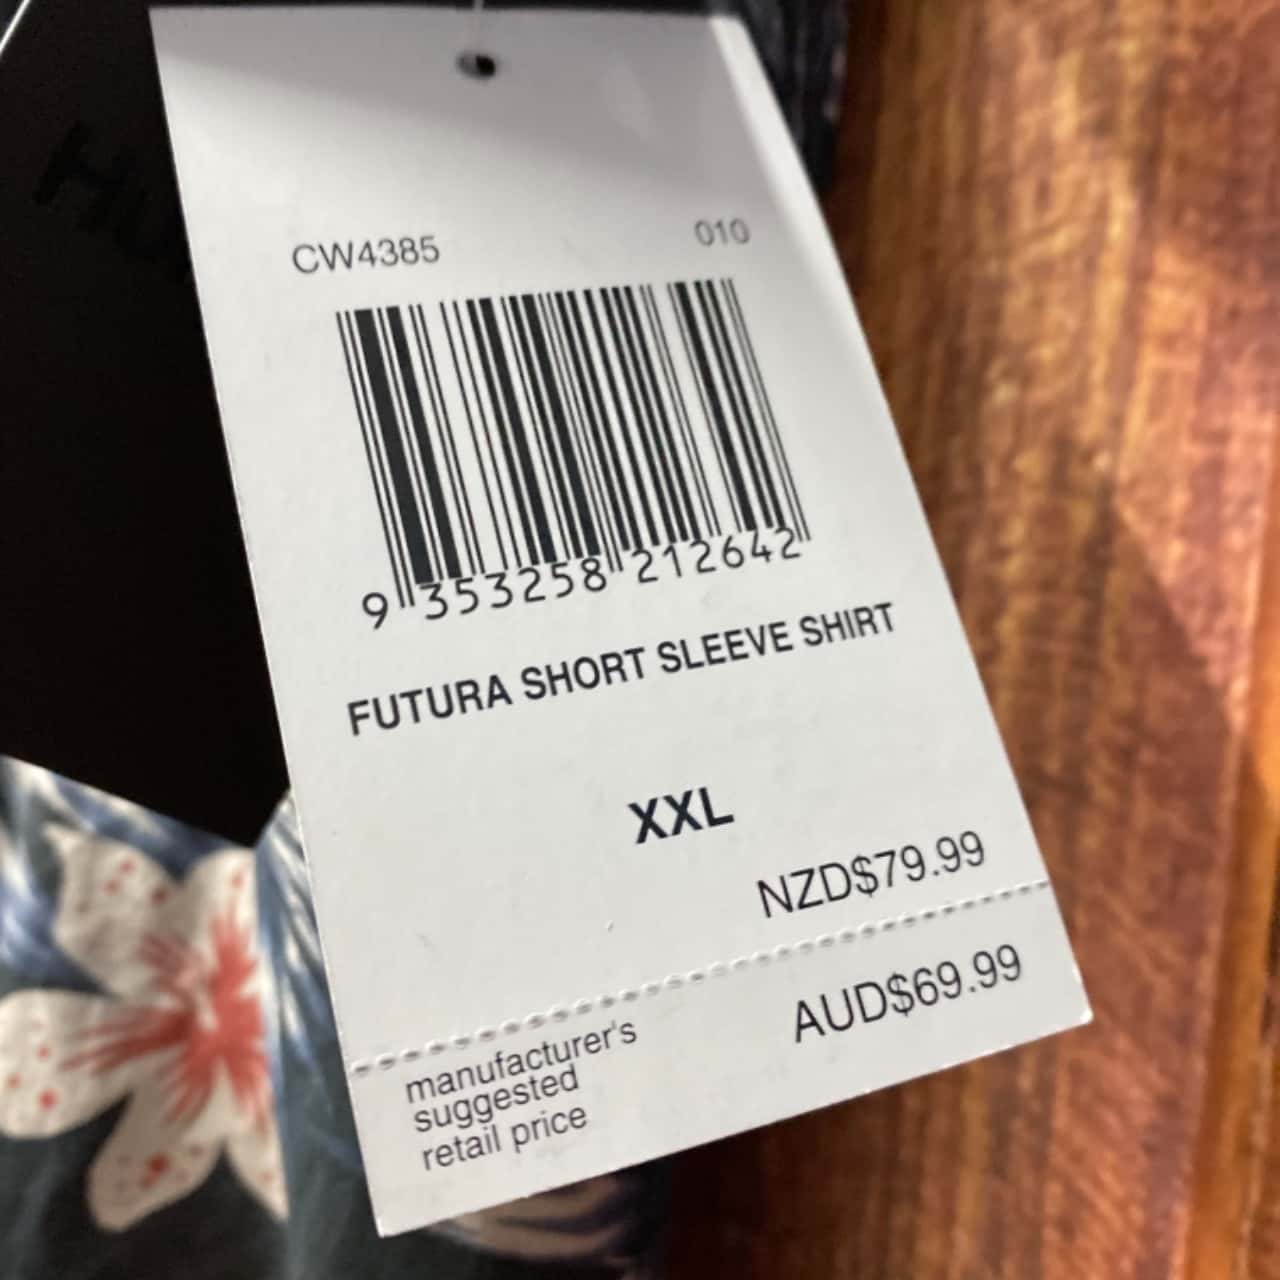 CW4385 010
9 353258 212642
FUTURA SHORT SLEEVE SHIRT
XXL
NZD$79.99
AUD$69.99
manufacturer's
suggested
retail price